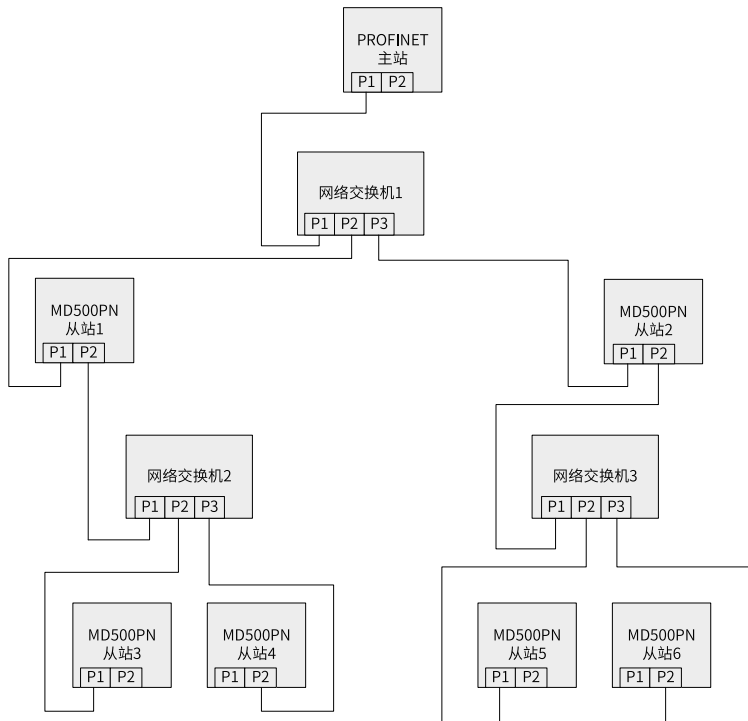 PROFINET
主站
P1 P2
网络交换机1
P1 P2 P3
MD500PN
从站1
P1 P2
MD500PN
从站2
P1 P2
网络交换机2
P1 P2 P3
网络交换机3
P1 P2 P3
MD500PN
从站3
P1 P2
MD500PN
从站4
P1 P2
MD500PN
从站5
P1 P2
MD500PN
从站6
P1 P2